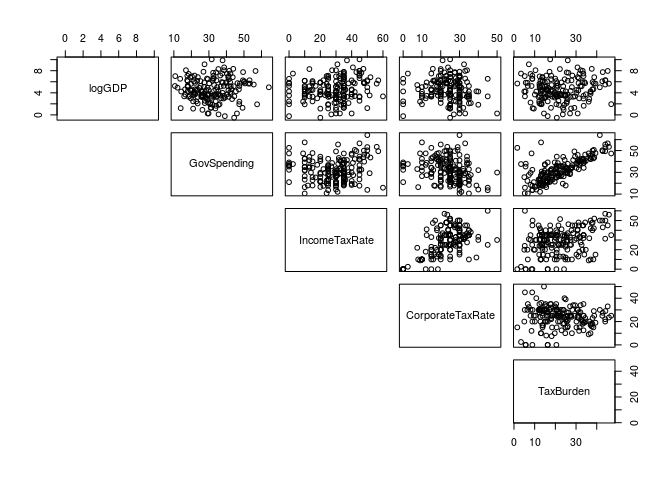 0 2 4 6 8
10 30 50
0 20 40 60
0 10 30 50
0 10 30
logGDP
0 4 8
GovSpending
10 30 50
IncomeTaxRate
0 20 50
CorporateTaxRate
0 20 40
TaxBurden
0 20 40
0 10 30